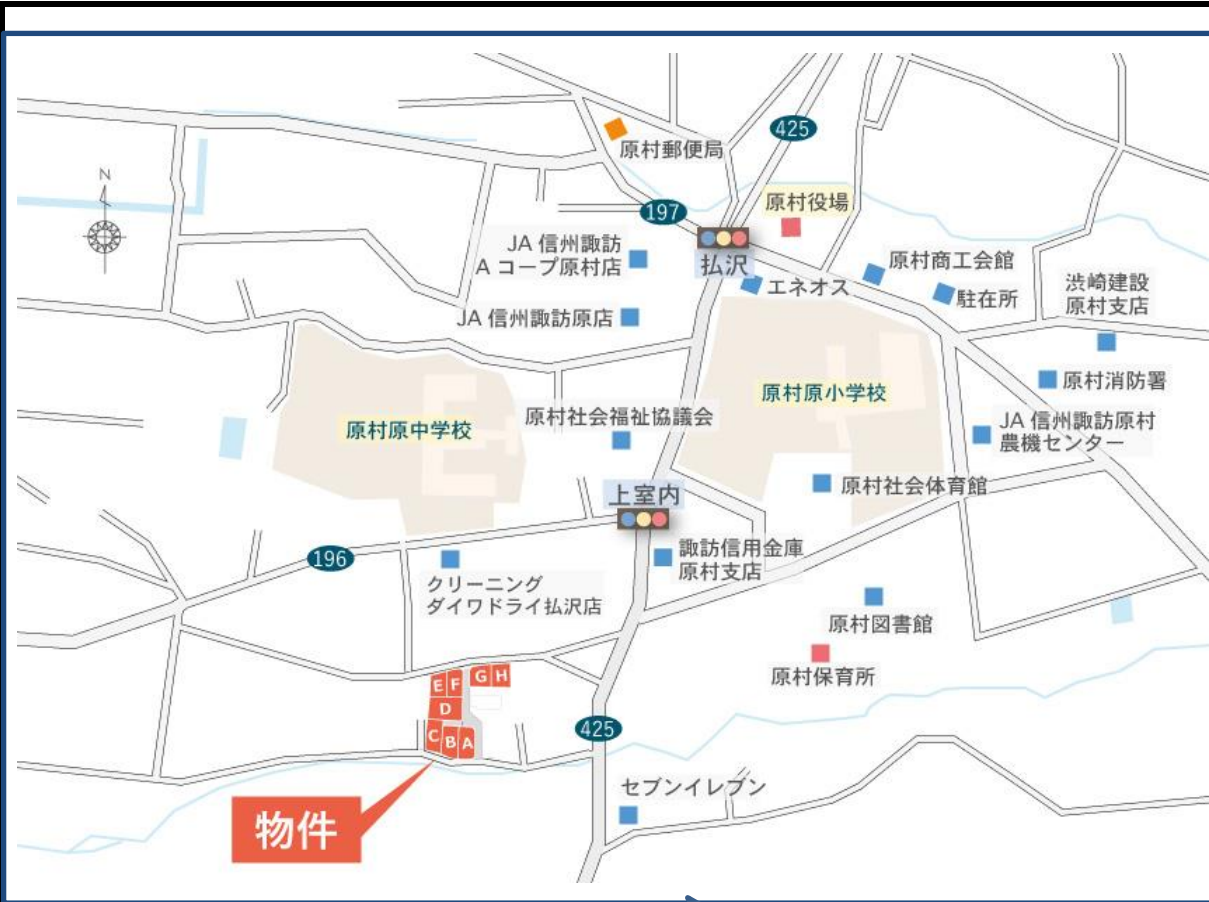 425
原村郵便局
N
197
原村役場
JA 信州諏訪
A コープ原村店
払沢
原村商工会館
エネオス
駐在所
渋崎建設
原村支店
JA 信州諏訪原店
原村消防署
原村原小学校
原村社会福祉協議会
原村原中学校
JA 信州諏訪原村
農機センター
上室内
原村社会体育館
196
諏訪信用金庫
原村支店
クリーニング
ダイワドライ払沢店
原村図書館
原村保育所
E F G H
D
C B A
425
セブンイレブン
物件